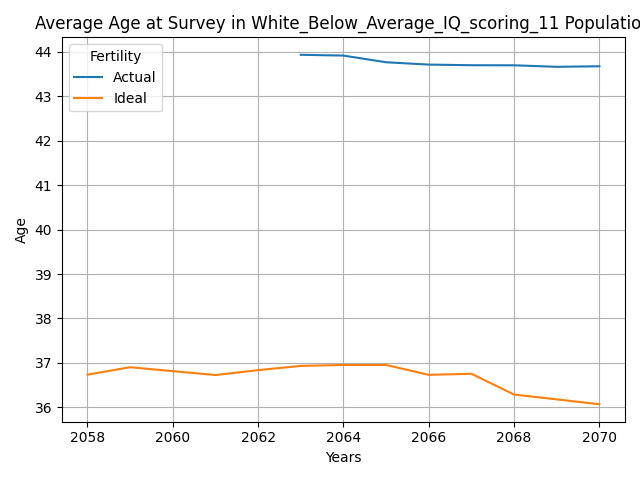 Average Age at Survey in White_Below_Average_IQ_scoring_11 Populatio
Fertility
Actual
Ideal
44
43
42
41
40
39
38
37
36
Age
2058 2060 2062 2064 2066 2068 2070
Years